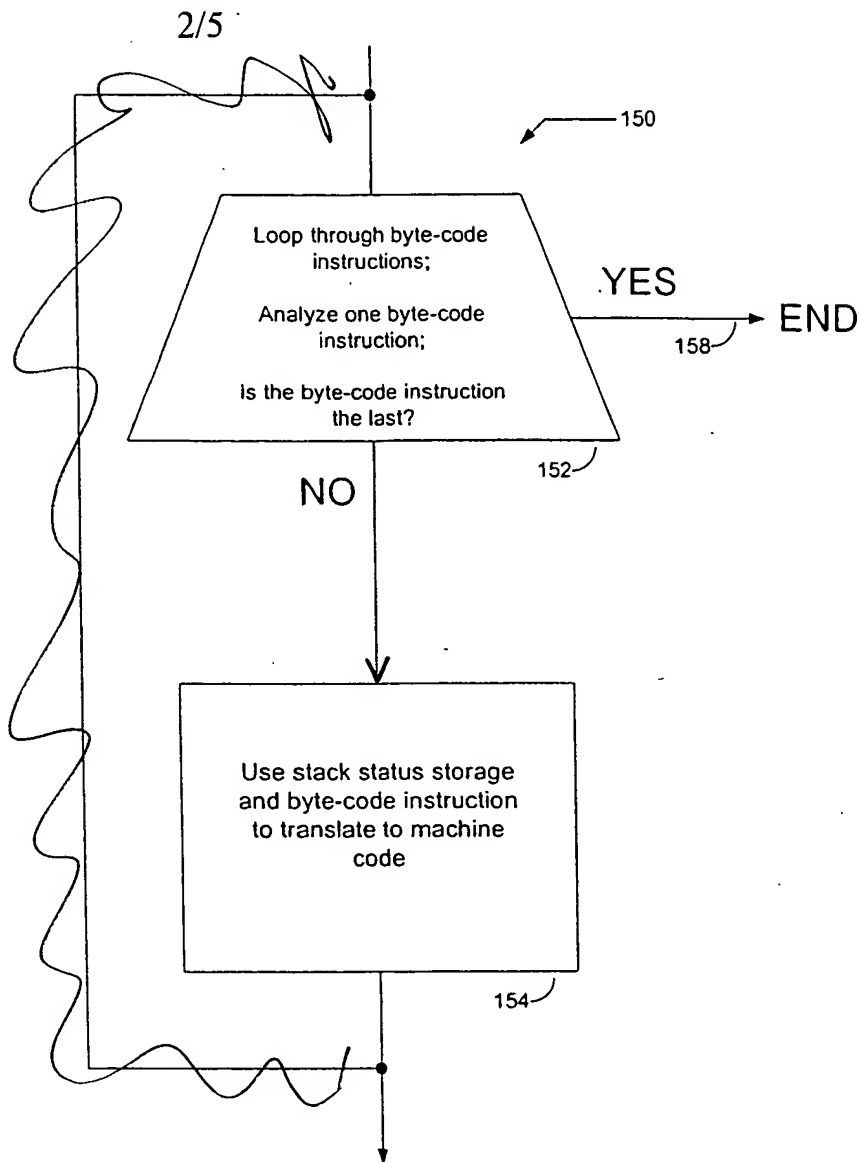 2/5
150
Loop through byte-code
instructions;
Analyze one byte-code
instruction;
Is the byte-code instruction
the last?
YES
END
158
152
NO
Use stack status storage
and byte-code instruction
to translate to machine
code
154